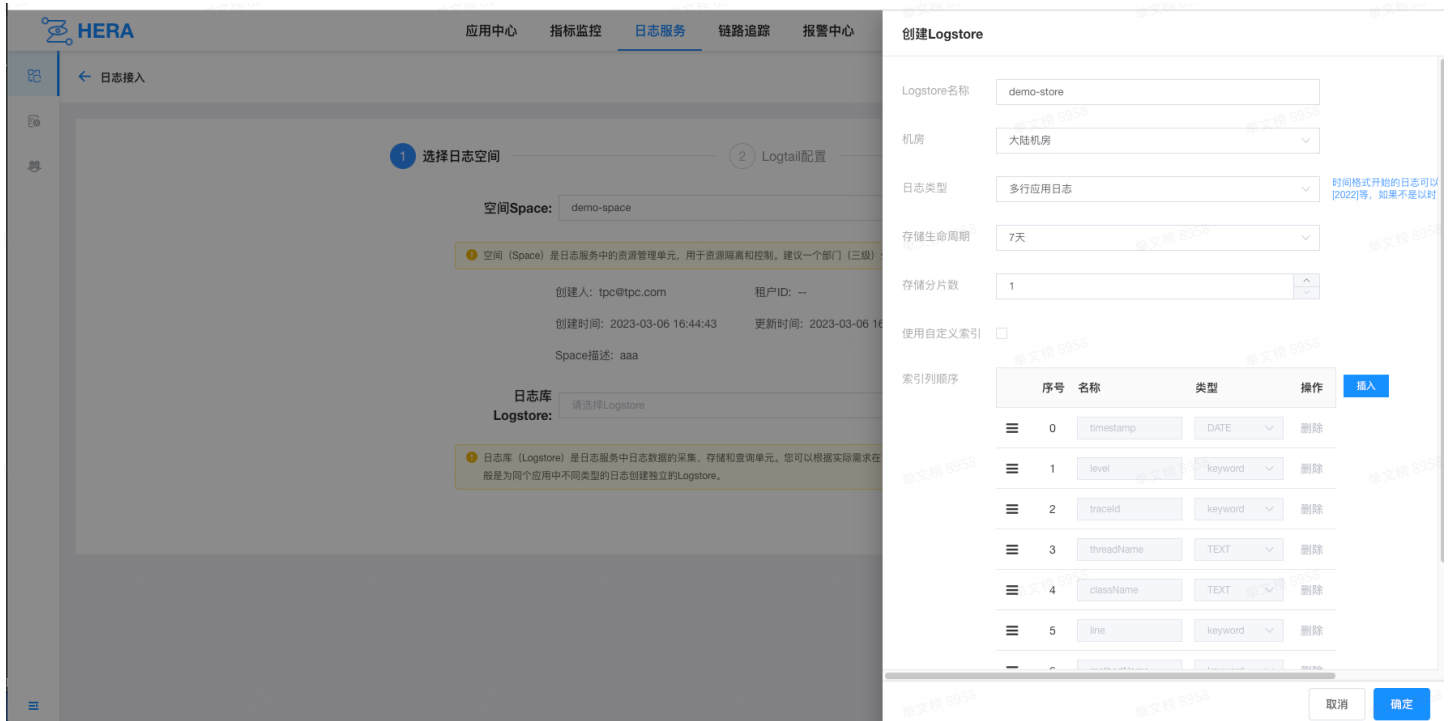 HERA
应用中心 指标监控 日志服务 链路追踪 报警中心
日志接入
1 选择日志空间
2 Logtail配置
空间Space: demo-space
空间（Space）是日志服务中的资源管理单元，用于资源隔离和控制。建议一个部门（三级）
创建人: tpc@tpc.com 租户ID: --
创建时间: 2023-03-06 16:44:43 更新时间: 2023-03-06 16
Space描述: aaa
日志库
Logstore: 请选择Logstore
日志库（Logstore）是日志服务中日志数据的采集、存储和查询单元。您可以根据实际需求在
般是为同个应用中不同类型的日志创建独立的Logstore。
创建Logstore
Logstore名称 demo-store
机房 大陆机房
日志类型 多行应用日志
时间格式开始的日志可以
[2022]等，如果不是以时
存储生命周期 7天
存储分片数 1
使用自定义索引
索引列顺序
序号 名称 类型 操作 插入
0 timestamp DATE 删除
1 level keyword 删除
2 traceId keyword 删除
3 threadName TEXT 删除
4 className TEXT 删除
5 line keyword 删除
取消 确定
单文榜 8958